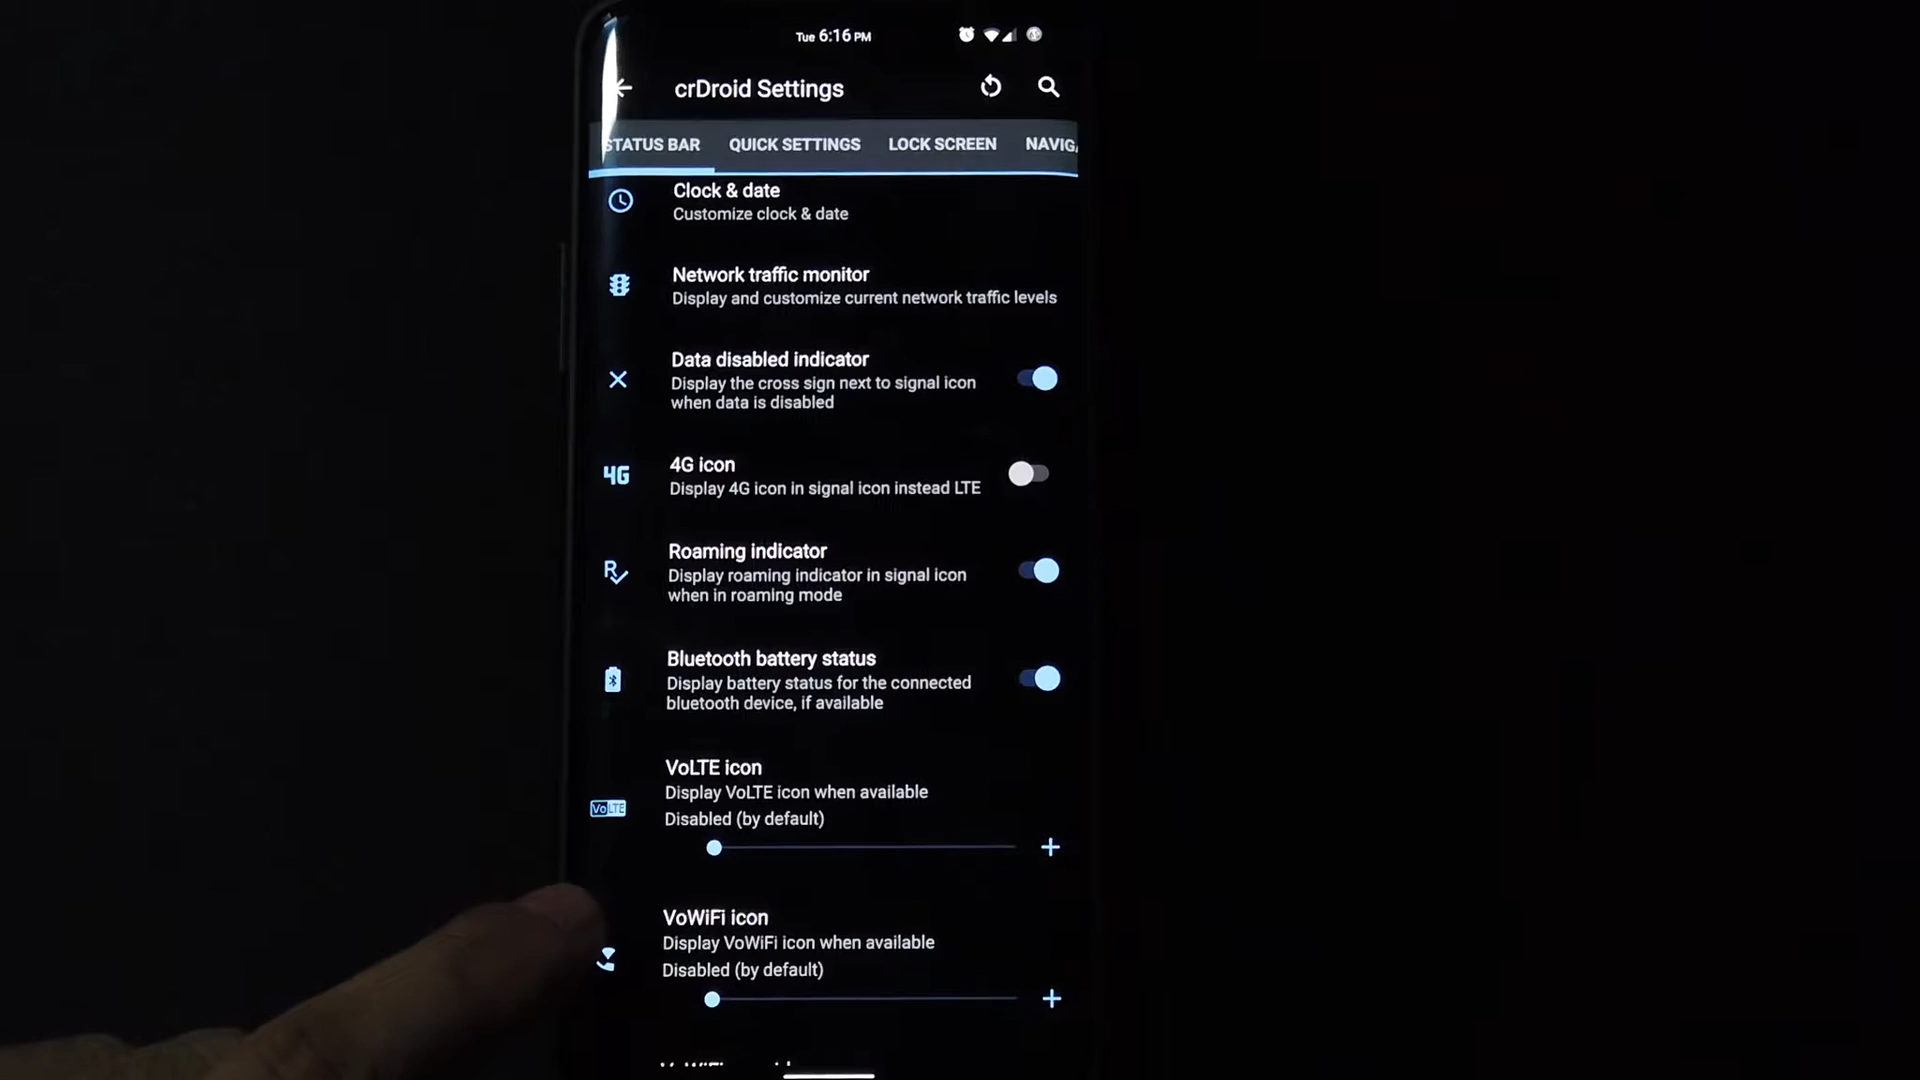 Tue 6:16 PM
crDroid Settings
STATUS BAR QUICK SETTINGS LOCK SCREEN NAVIGA
Clock & date
Customize clock & date
Network traffic monitor
Display and customize current network traffic levels
Data disabled indicator
Display the cross sign next to signal icon
when data is disabled
4G
4G icon
Display 4G icon in signal icon instead LTE
R
Roaming indicator
Display roaming indicator in signal icon
when in roaming mode
Bluetooth battery status
Display battery status for the connected
bluetooth device, if available
VoLTE icon
Display VoLTE icon when available
VoLTE
Disabled (by default)
VoWiFi icon
Display VoWiFi icon when available
Disabled (by default)